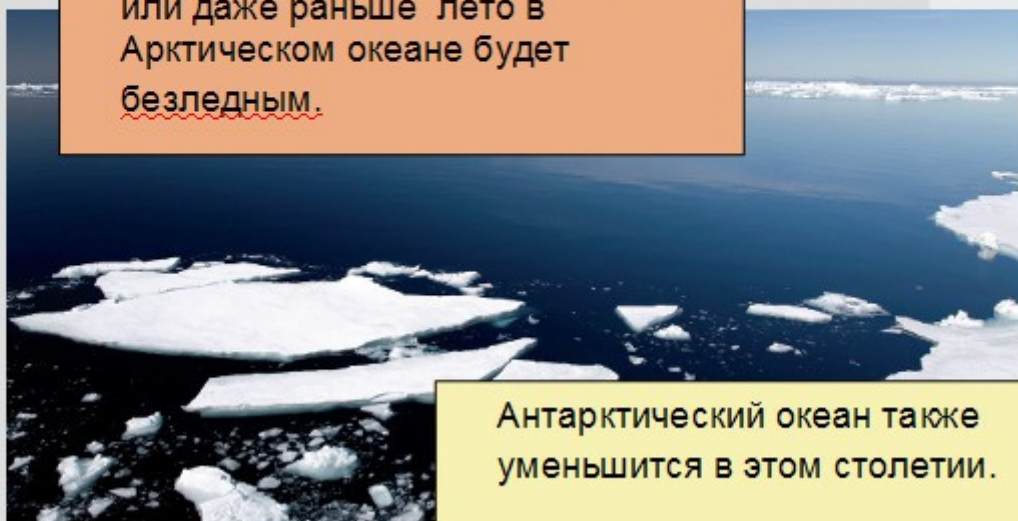 или даже раньше лето в
Арктическом океане будет
безледным.
Антарктический океан также
уменьшится в этом столетии.